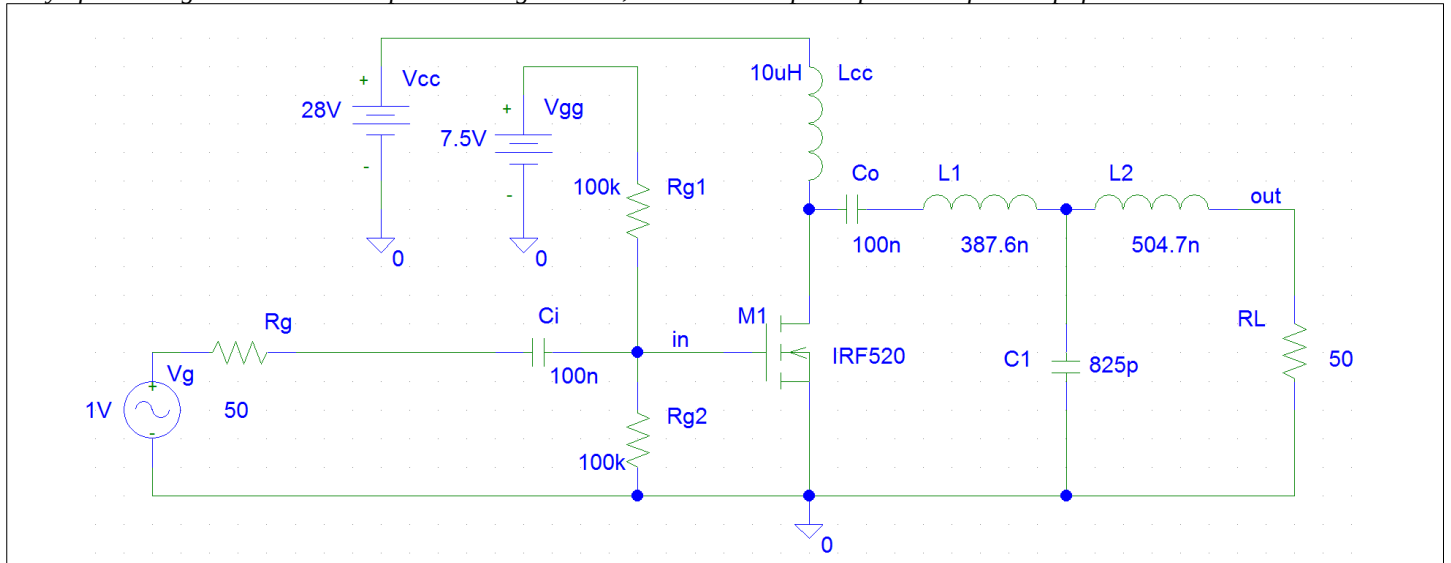 Vcc
28V
+
-
0
Vgg
7.5V
+
-
0
100k
Rg1
10uH
Lcc
Co
100n
L1
387.6n
L2
504.7n
out
Rg
50
Vg
1V
+
-
Ci
100n
in
M1
IRF520
C1
825p
RL
50
Rg2
100k
0